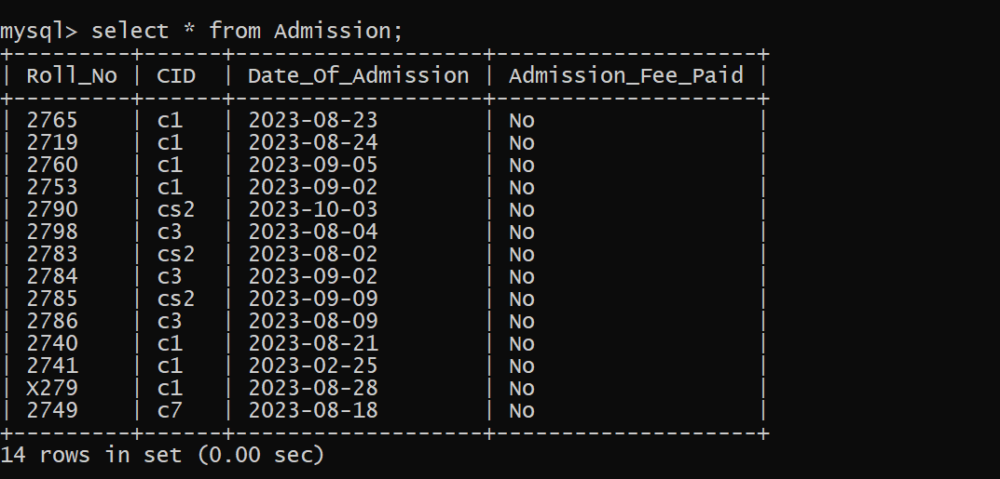 mysql> select * from Admission;
+---------+------+-------------------+--------------------+
| Roll_No | CID  | Date_Of_Admission | Admission_Fee_Paid |
+---------+------+-------------------+--------------------+
| 2765    | c1   | 2023-08-23        | No                 |
| 2719    | c1   | 2023-08-24        | No                 |
| 2760    | c1   | 2023-09-05        | No                 |
| 2753    | c1   | 2023-09-02        | No                 |
| 2790    | cs2  | 2023-10-03        | No                 |
| 2798    | c3   | 2023-08-04        | No                 |
| 2783    | cs2  | 2023-08-02        | No                 |
| 2784    | c3   | 2023-09-02        | No                 |
| 2785    | cs2  | 2023-09-09        | No                 |
| 2786    | c3   | 2023-08-09        | No                 |
| 2740    | c1   | 2023-08-21        | No                 |
| 2741    | c1   | 2023-02-25        | No                 |
| X279    | c1   | 2023-08-28        | No                 |
| 2749    | c7   | 2023-08-18        | No                 |
+---------+------+-------------------+--------------------+
14 rows in set (0.00 sec)